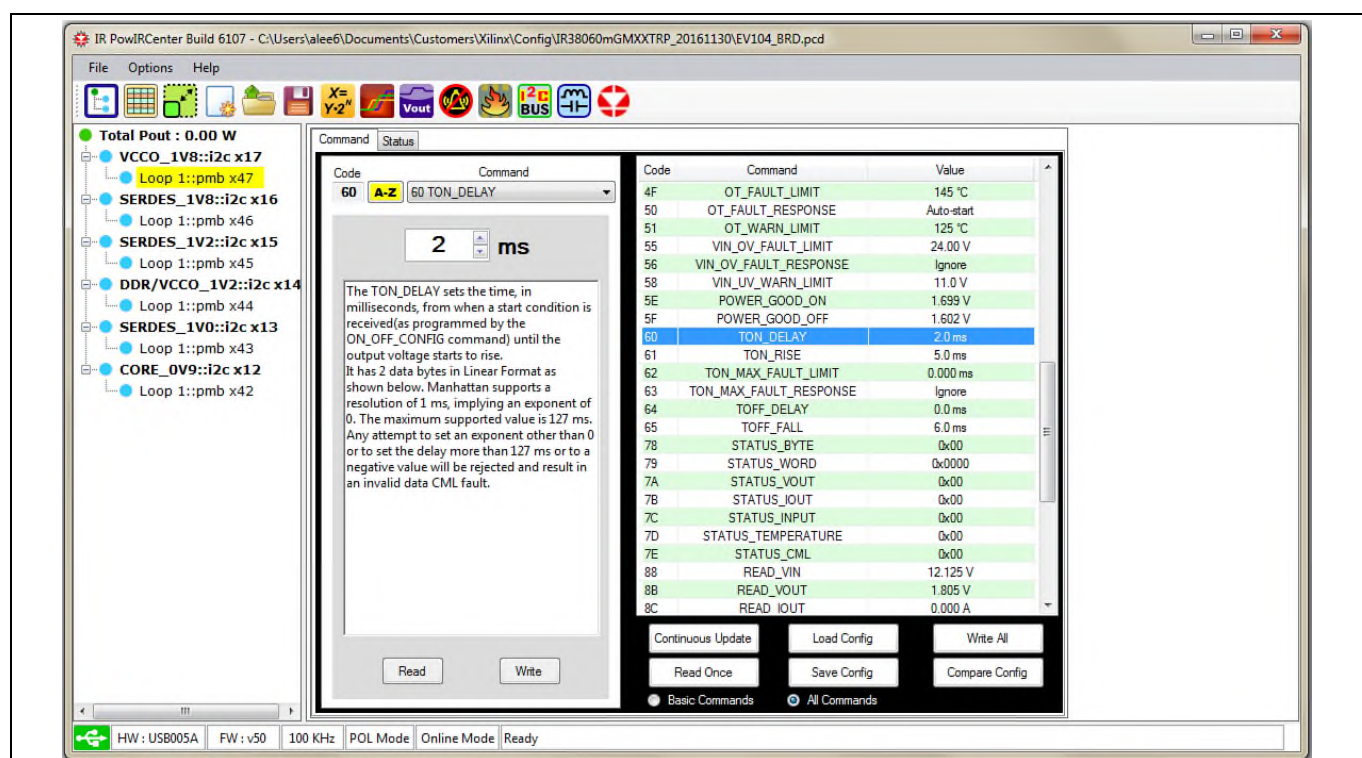 IR PowIRCenter Build 6107 - C:\Users\alee6\Documents\Customers\Xilinx\Config\IR38060mGMXXTRP_20161130\EV104_BRD.pcd
File Options Help
X=
Y·2ⁿ
Vout
I²C
BUS
Total Pout : 0.00 W
VCCO_1V8::i2c x17
Loop 1::pmb x47
SERDES_1V8::i2c x16
Loop 1::pmb x46
SERDES_1V2::i2c x15
Loop 1::pmb x45
DDR/VCCO_1V2::i2c x14
Loop 1::pmb x44
SERDES_1V0::i2c x13
Loop 1::pmb x43
CORE_0V9::i2c x12
Loop 1::pmb x42
Command Status
Code Command
60 A-Z 60 TON_DELAY
2 ms
The TON_DELAY sets the time, in
milliseconds, from when a start condition is
received(as programmed by the
ON_OFF_CONFIG command) until the
output voltage starts to rise.
It has 2 data bytes in Linear Format as
shown below. Manhattan supports a
resolution of 1 ms, implying an exponent of
0. The maximum supported value is 127 ms.
Any attempt to set an exponent other than 0
or to set the delay more than 127 ms or to a
negative value will be rejected and result in
an invalid data CML fault.
Read Write
Code Command Value
4F OT_FAULT_LIMIT 145 °C
50 OT_FAULT_RESPONSE Auto-start
51 OT_WARN_LIMIT 125 °C
55 VIN_OV_FAULT_LIMIT 24.00 V
56 VIN_OV_FAULT_RESPONSE Ignore
58 VIN_UV_WARN_LIMIT 11.0 V
5E POWER_GOOD_ON 1.699 V
5F POWER_GOOD_OFF 1.602 V
60 TON_DELAY 2.0 ms
61 TON_RISE 5.0 ms
62 TON_MAX_FAULT_LIMIT 0.000 ms
63 TON_MAX_FAULT_RESPONSE Ignore
64 TOFF_DELAY 0.0 ms
65 TOFF_FALL 6.0 ms
78 STATUS_BYTE 0x00
79 STATUS_WORD 0x0000
7A STATUS_VOUT 0x00
7B STATUS_IOUT 0x00
7C STATUS_INPUT 0x00
7D STATUS_TEMPERATURE 0x00
7E STATUS_CML 0x00
88 READ_VIN 12.125 V
8B READ_VOUT 1.805 V
8C READ_IOUT 0.000 A
Continuous Update Load Config Write All
Read Once Save Config Compare Config
Basic Commands All Commands
HW : USB005A FW : v50 100 KHz POL Mode Online Mode Ready